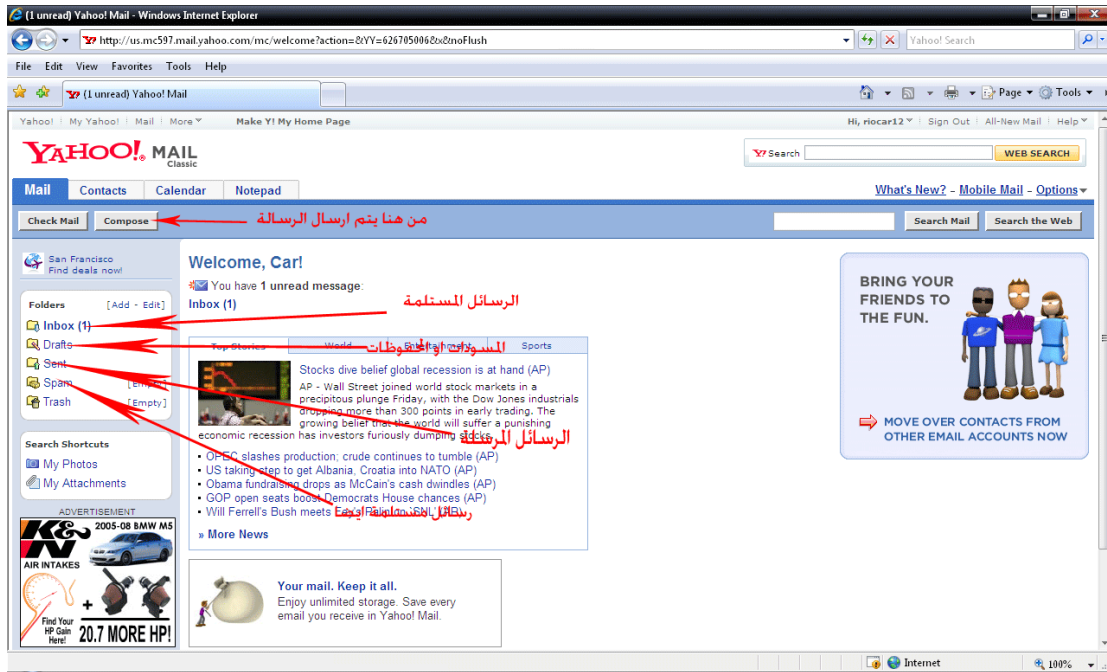 (1 unread) Yahoo! Mail - Windows Internet Explorer
http://us.mc597.mail.yahoo.com/mc/welcome?action=&YY=626705006&x&noFlush
Yahoo! Search
File Edit View Favorites Tools Help
(1 unread) Yahoo! Mail
Page Tools
Yahoo! My Yahoo! Mail More Make Y! My Home Page
Hi, riocar12 Sign Out All-New Mail Help
YAHOO! MAIL
Classic
Y! Search
WEB SEARCH
Mail Contacts Calendar Notepad
What's New? - Mobile Mail - Options
Check Mail Compose
من هنا يتم ارسال الرسالة
Search Mail Search the Web
San Francisco
Find deals now!
Folders [Add - Edit]
Inbox (1)
Drafts
Sent
Spam [Empty]
Trash [Empty]
Search Shortcuts
My Photos
My Attachments
ADVERTISEMENT
K&N
2005-08 BMW M5
AIR INTAKES
Find Your
HP Gain
Here!
+
20.7 MORE HP!
Welcome, Car!
You have 1 unread message:
Inbox (1)
الرسائل المستلمة
المسودات او المحفوظات
الرسائل المرسلة
رسائل مستلمة ايضا
Top Stories World Entertainment Sports
Stocks dive belief global recession is at hand (AP)
AP - Wall Street joined world stock markets in a
precipitous plunge Friday, with the Dow Jones industrials
dropping more than 300 points in early trading. The
growing belief that the world will suffer a punishing
economic recession has investors furiously dumping stocks.
• OPEC slashes production; crude continues to tumble (AP)
• US taking step to get Albania, Croatia into NATO (AP)
• Obama fundraising drops as McCain's cash dwindles (AP)
• GOP open seats boost Democrats House chances (AP)
• Will Ferrell's Bush meets Fey's Palin on 'SNL' (AP)
» More News
Your mail. Keep it all.
Enjoy unlimited storage. Save every
email you receive in Yahoo! Mail.
BRING YOUR
FRIENDS TO
THE FUN.
MOVE OVER CONTACTS FROM
OTHER EMAIL ACCOUNTS NOW
Internet
100%